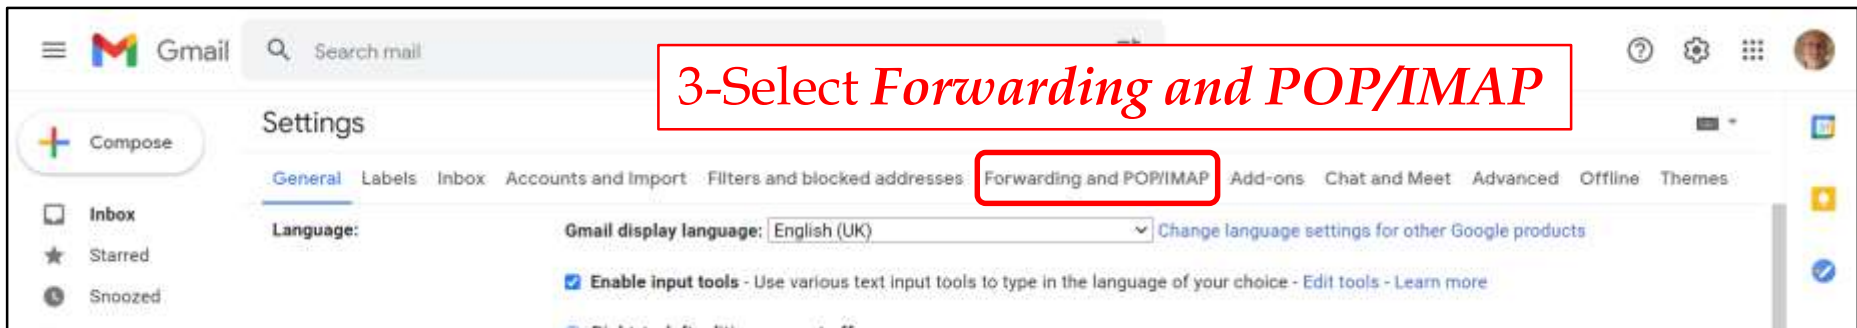 Gmail
Search mail
3-Select Forwarding and POP/IMAP
Compose
Settings
General Labels Inbox Accounts and Import Filters and blocked addresses Forwarding and POP/IMAP Add-ons Chat and Meet Advanced Offline Themes
Inbox
Starred
Snoozed
Language:
Gmail display language: English (UK) Change language settings for other Google products
Enable input tools - Use various text input tools to type in the language of your choice - Edit tools - Learn more